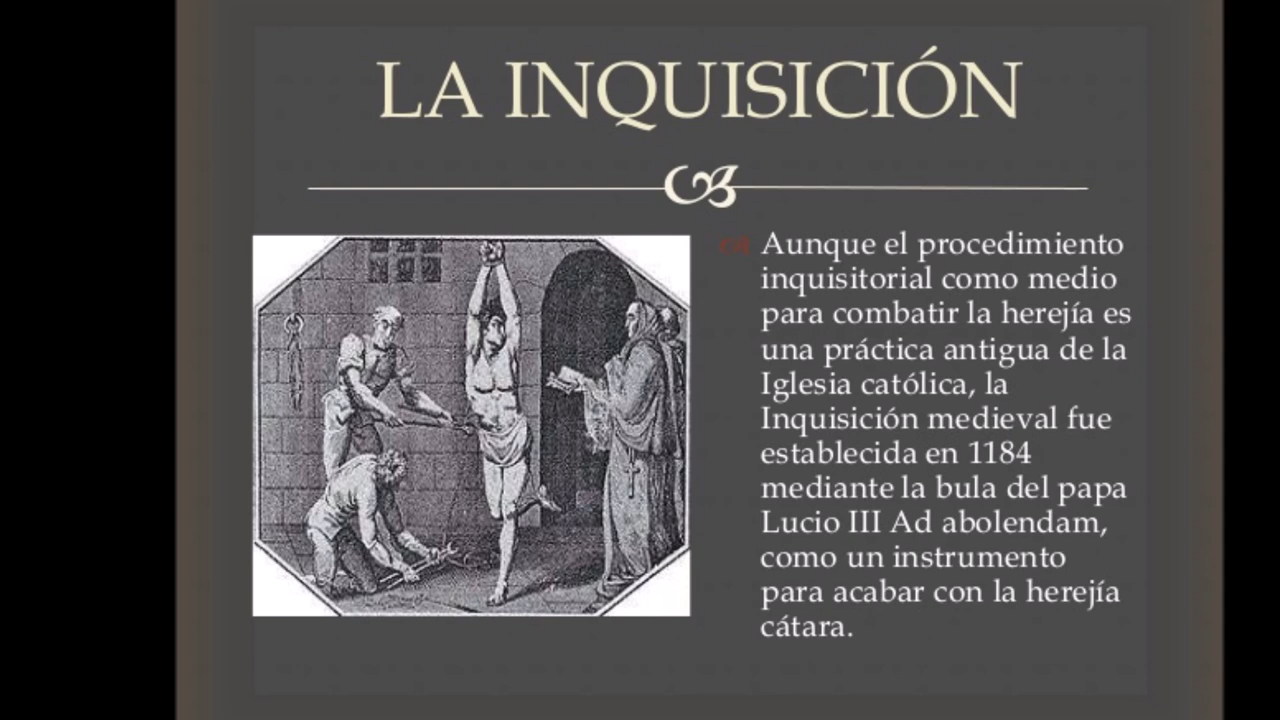 LA INQUISICIÓN
Aunque el procedimiento
inquisitorial como medio
para combatir la herejía es
una práctica antigua de la
Iglesia católica, la
Inquisición medieval fue
establecida en 1184
mediante la bula del papa
Lucio III Ad abolendam,
como un instrumento
para acabar con la herejía
cátara.